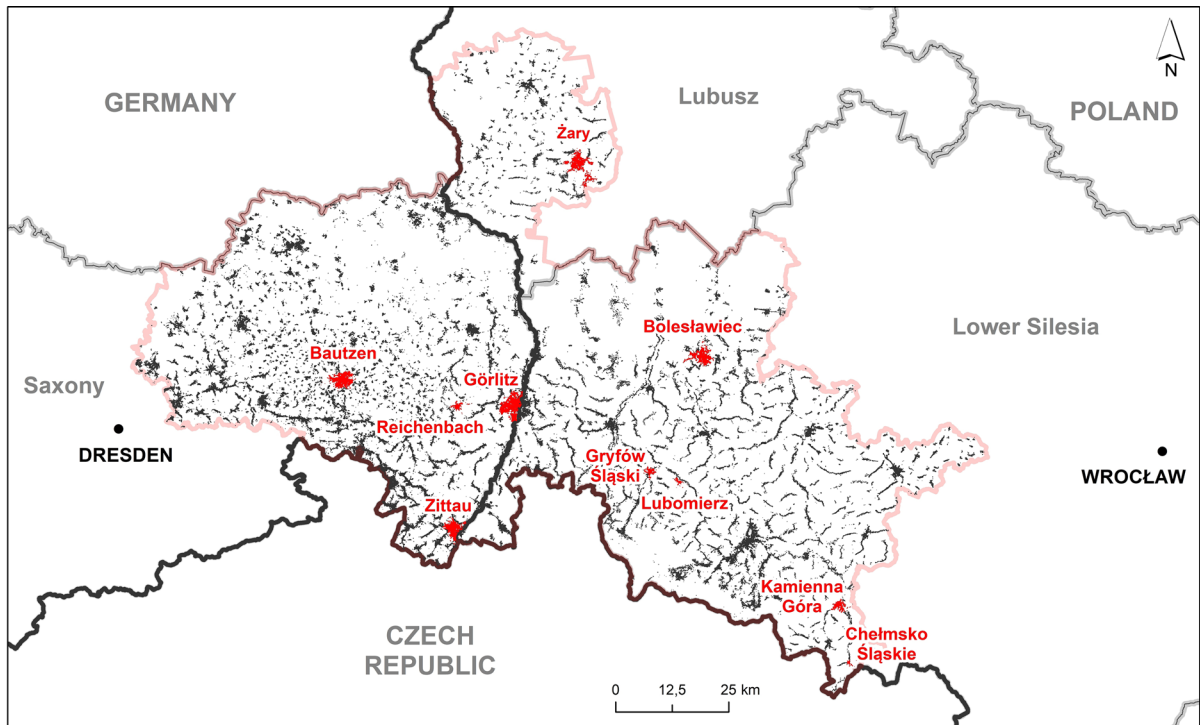 N
GERMANY
Lubusz
POLAND
Żary
Bolesławiec
Lower Silesia
Bautzen
Görlitz
Saxony
Reichenbach
DRESDEN
Gryfów
Śląski
WROCŁAW
Lubomierz
Zittau
Kamienna
Góra
CZECH
REPUBLIC
Chełmsko
Śląskie
0 12,5 25 km